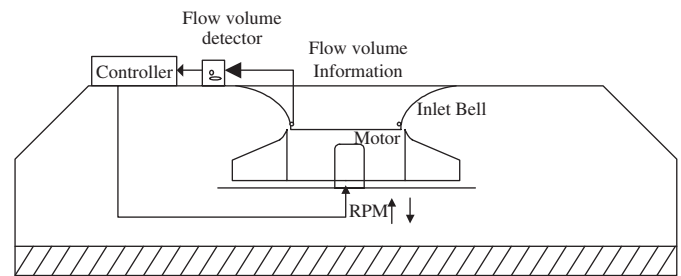 Flow volume
detector
Flow volume
Information
Controller
Inlet Bell
Motor
RPM